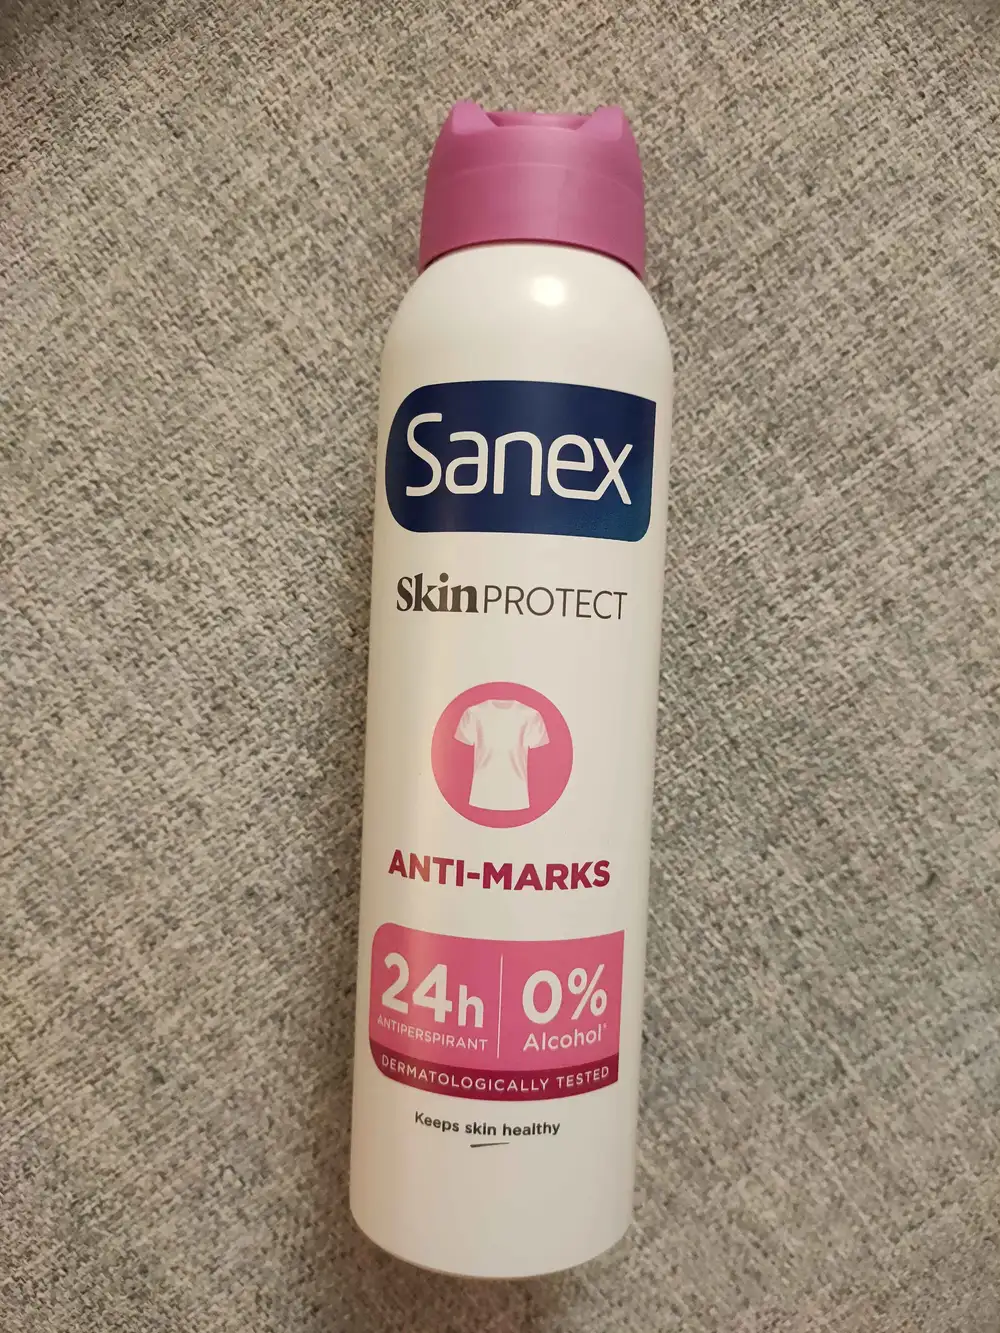 Sanex
SkinPROTECT
ANTI-MARKS
24h
ANTIPERSPIRANT
0%
Alcohol*
DERMATOLOGICALLY TESTED
Keeps skin healthy